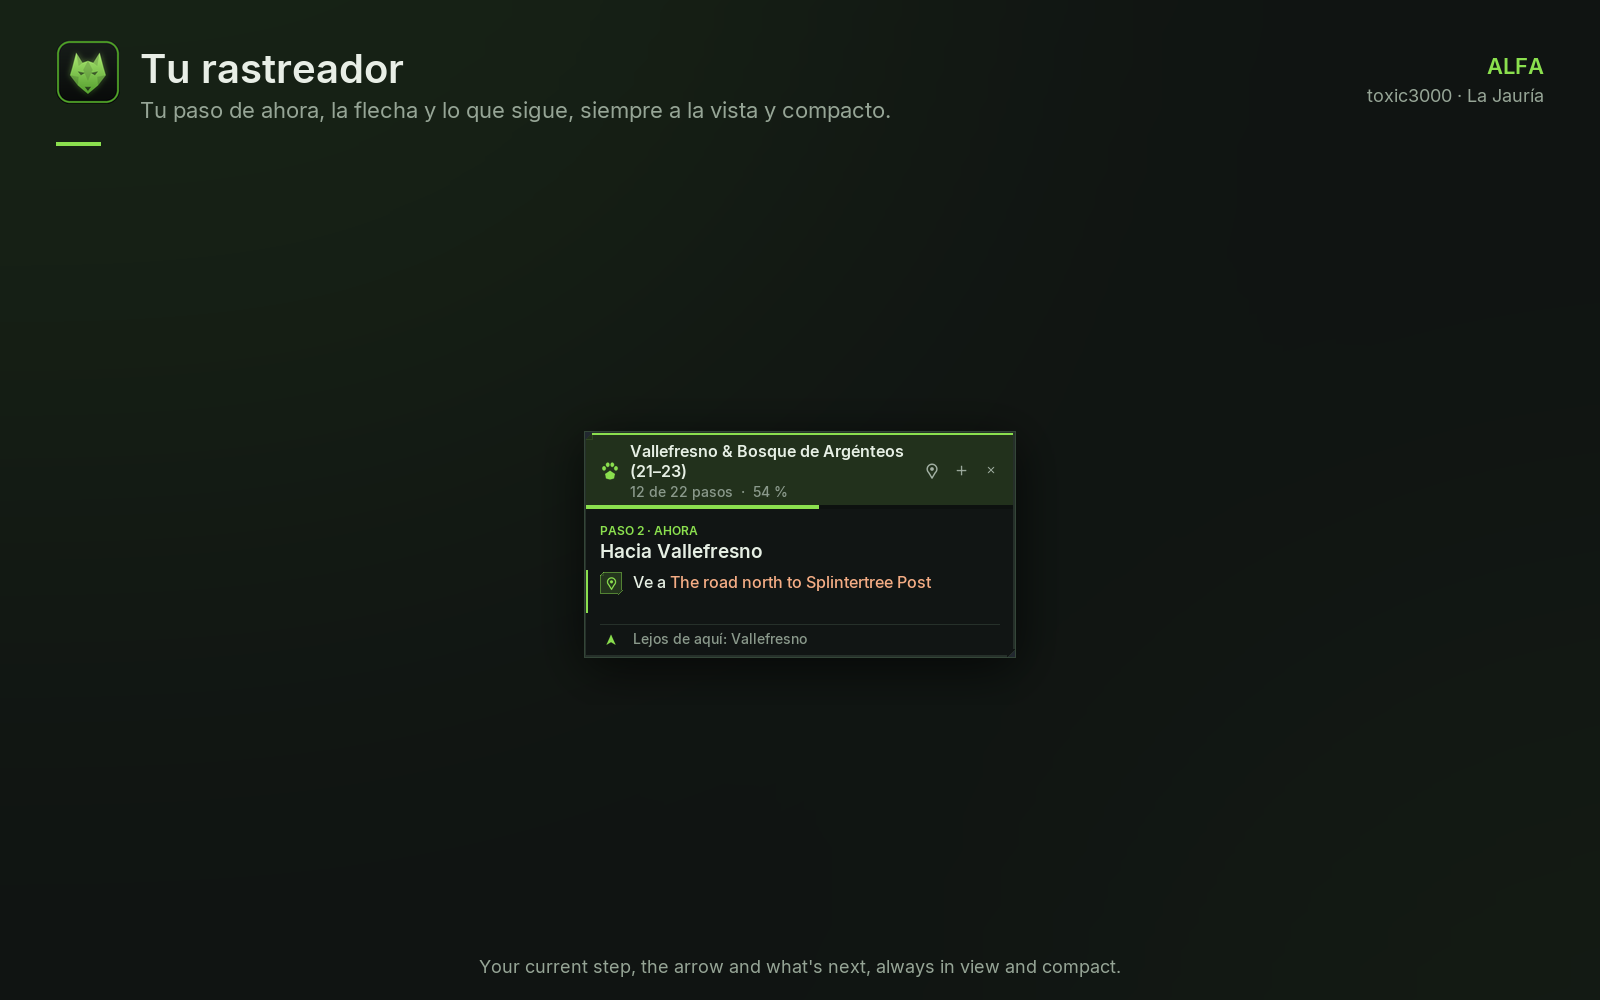 Tu rastreador
Tu paso de ahora, la flecha y lo que sigue, siempre a la vista y compacto.
ALFA
toxic3000 · La Jauría
Vallefresno & Bosque de Argénteos
(21–23)
12 de 22 pasos · 54 %
PASO 2 · AHORA
Hacia Vallefresno
Ve a The road north to Splintertree Post
Lejos de aquí: Vallefresno
Your current step, the arrow and what's next, always in view and compact.